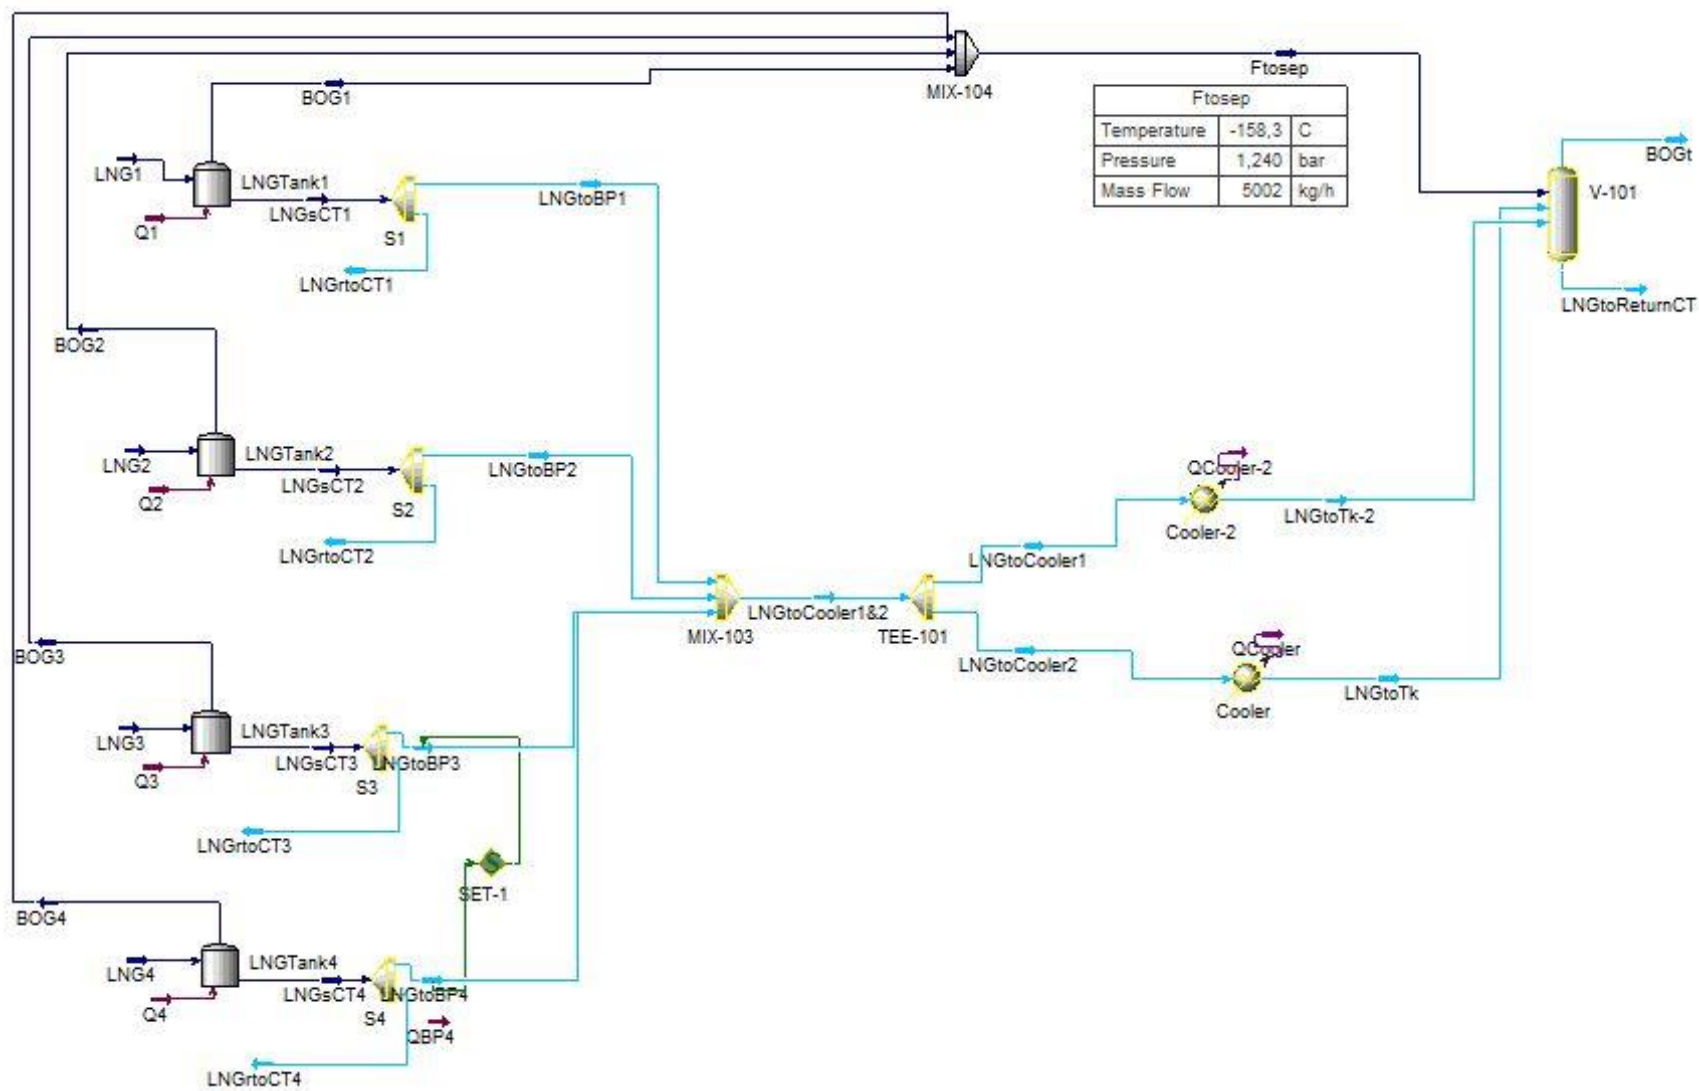 Ftosep
MIX-104
BOG1
Ftosep
Temperature -158,3 C
Pressure 1,240 bar
Mass Flow 5002 kg/h
BOGt
V-101
LNGtoReturnCT
LNG1
LNGTank1
LNGsCT1
LNGtoBP1
Q1
S1
LNGrtoCT1
BOG2
LNG2
LNGTank2
LNGsCT2
LNGtoBP2
Q2
S2
LNGrtoCT2
QCooler-2
LNGtoTk-2
Cooler-2
LNGtoCooler1
LNGtoCooler1&2
MIX-103
TEE-101
LNGtoCooler2
QCooler
LNGtoTk
Cooler
BOG3
LNG3
LNGTank3
LNGsCT3
LNGtoBP3
Q3
S3
LNGrtoCT3
S
SET-1
BOG4
LNG4
LNGTank4
LNGsCT4
LNGtoBP4
Q4
S4
QBP4
LNGrtoCT4